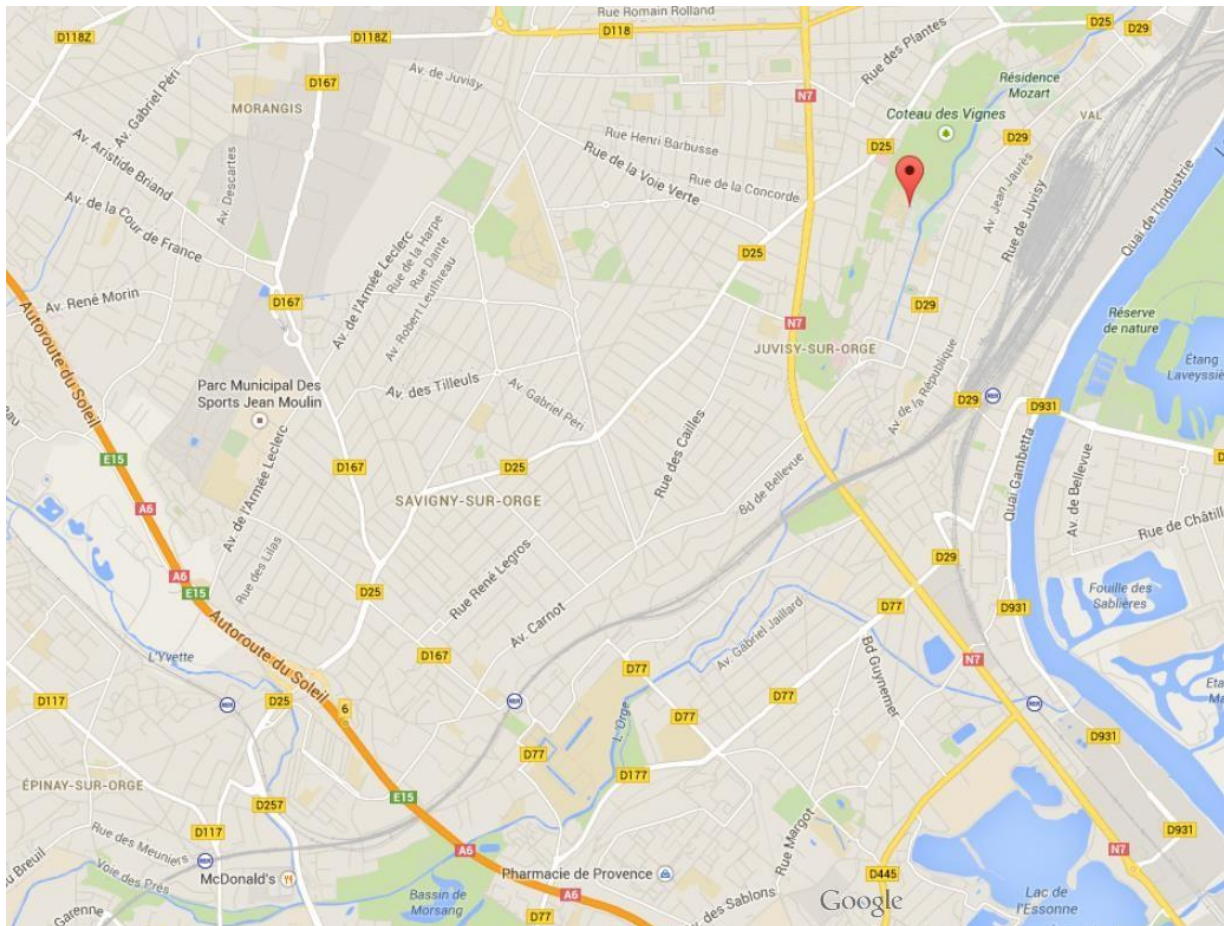 Rue Romain Rolland
D118Z
D118Z
D118
D25
D29
Rue des Plantes
Av. de Juvisy
D167
Av. Gabriel Péri
MORANGIS
N7
Résidence
Mozart
Coteau des Vignes
VAL
Av. Aristide Briand
Rue Henri Barbusse
D25
D29
Rue de la Voie Verte
Rue de la Concorde
Av. Descartes
Av. de la Cour de France
Av. Jean Jaurès
Rue de Juvisy
Quai de l'Industrie
Av. de l'Armée Leclerc
Rue de la Harpe
Rue Dante
Av. Robert Leuthreau
D25
Av. René Morin
D167
D29
Autoroute du Soleil
N7
JUVISY-SUR-ORGE
Réserve
de nature
Étang
Laveyssiè
Parc Municipal Des
Sports Jean Moulin
Av. des Tilleuls
Av. Gabriel Péri
Av. de la République
D29
RER
D931
E15
D167
D25
Rue des Cailles
Quai Gambetta
Av. de Bellevue
SAVIGNY-SUR-ORGE
Bd de Bellevue
A6
Av. de l'Armée Leclerc
Rue de Châtill
Rue des Lilas
Rue René Legros
D29
A6
E15
D25
D77
D931
Fouille des
Sablières
Autoroute du Soleil
Av. Carnot
Av. Gabriel Jaillard
Bd Guynemer
L'Yvette
D167
D77
N7
D117
D25
RER
6
RER
D77
D77
RER
L'Orge
D931
D77
D177
ÉPINAY-SUR-ORGE
E15
D257
D117
Rue des Meuniers
Rue Margot
D931
A6
N7
RER
u Breuil
Voie des Prés
McDonald's
Pharmacie de Provence
D445
Bassin de
Morsang
A6
Garenne
D77
v. des Sablons
Google
Lac de
l'Essonne